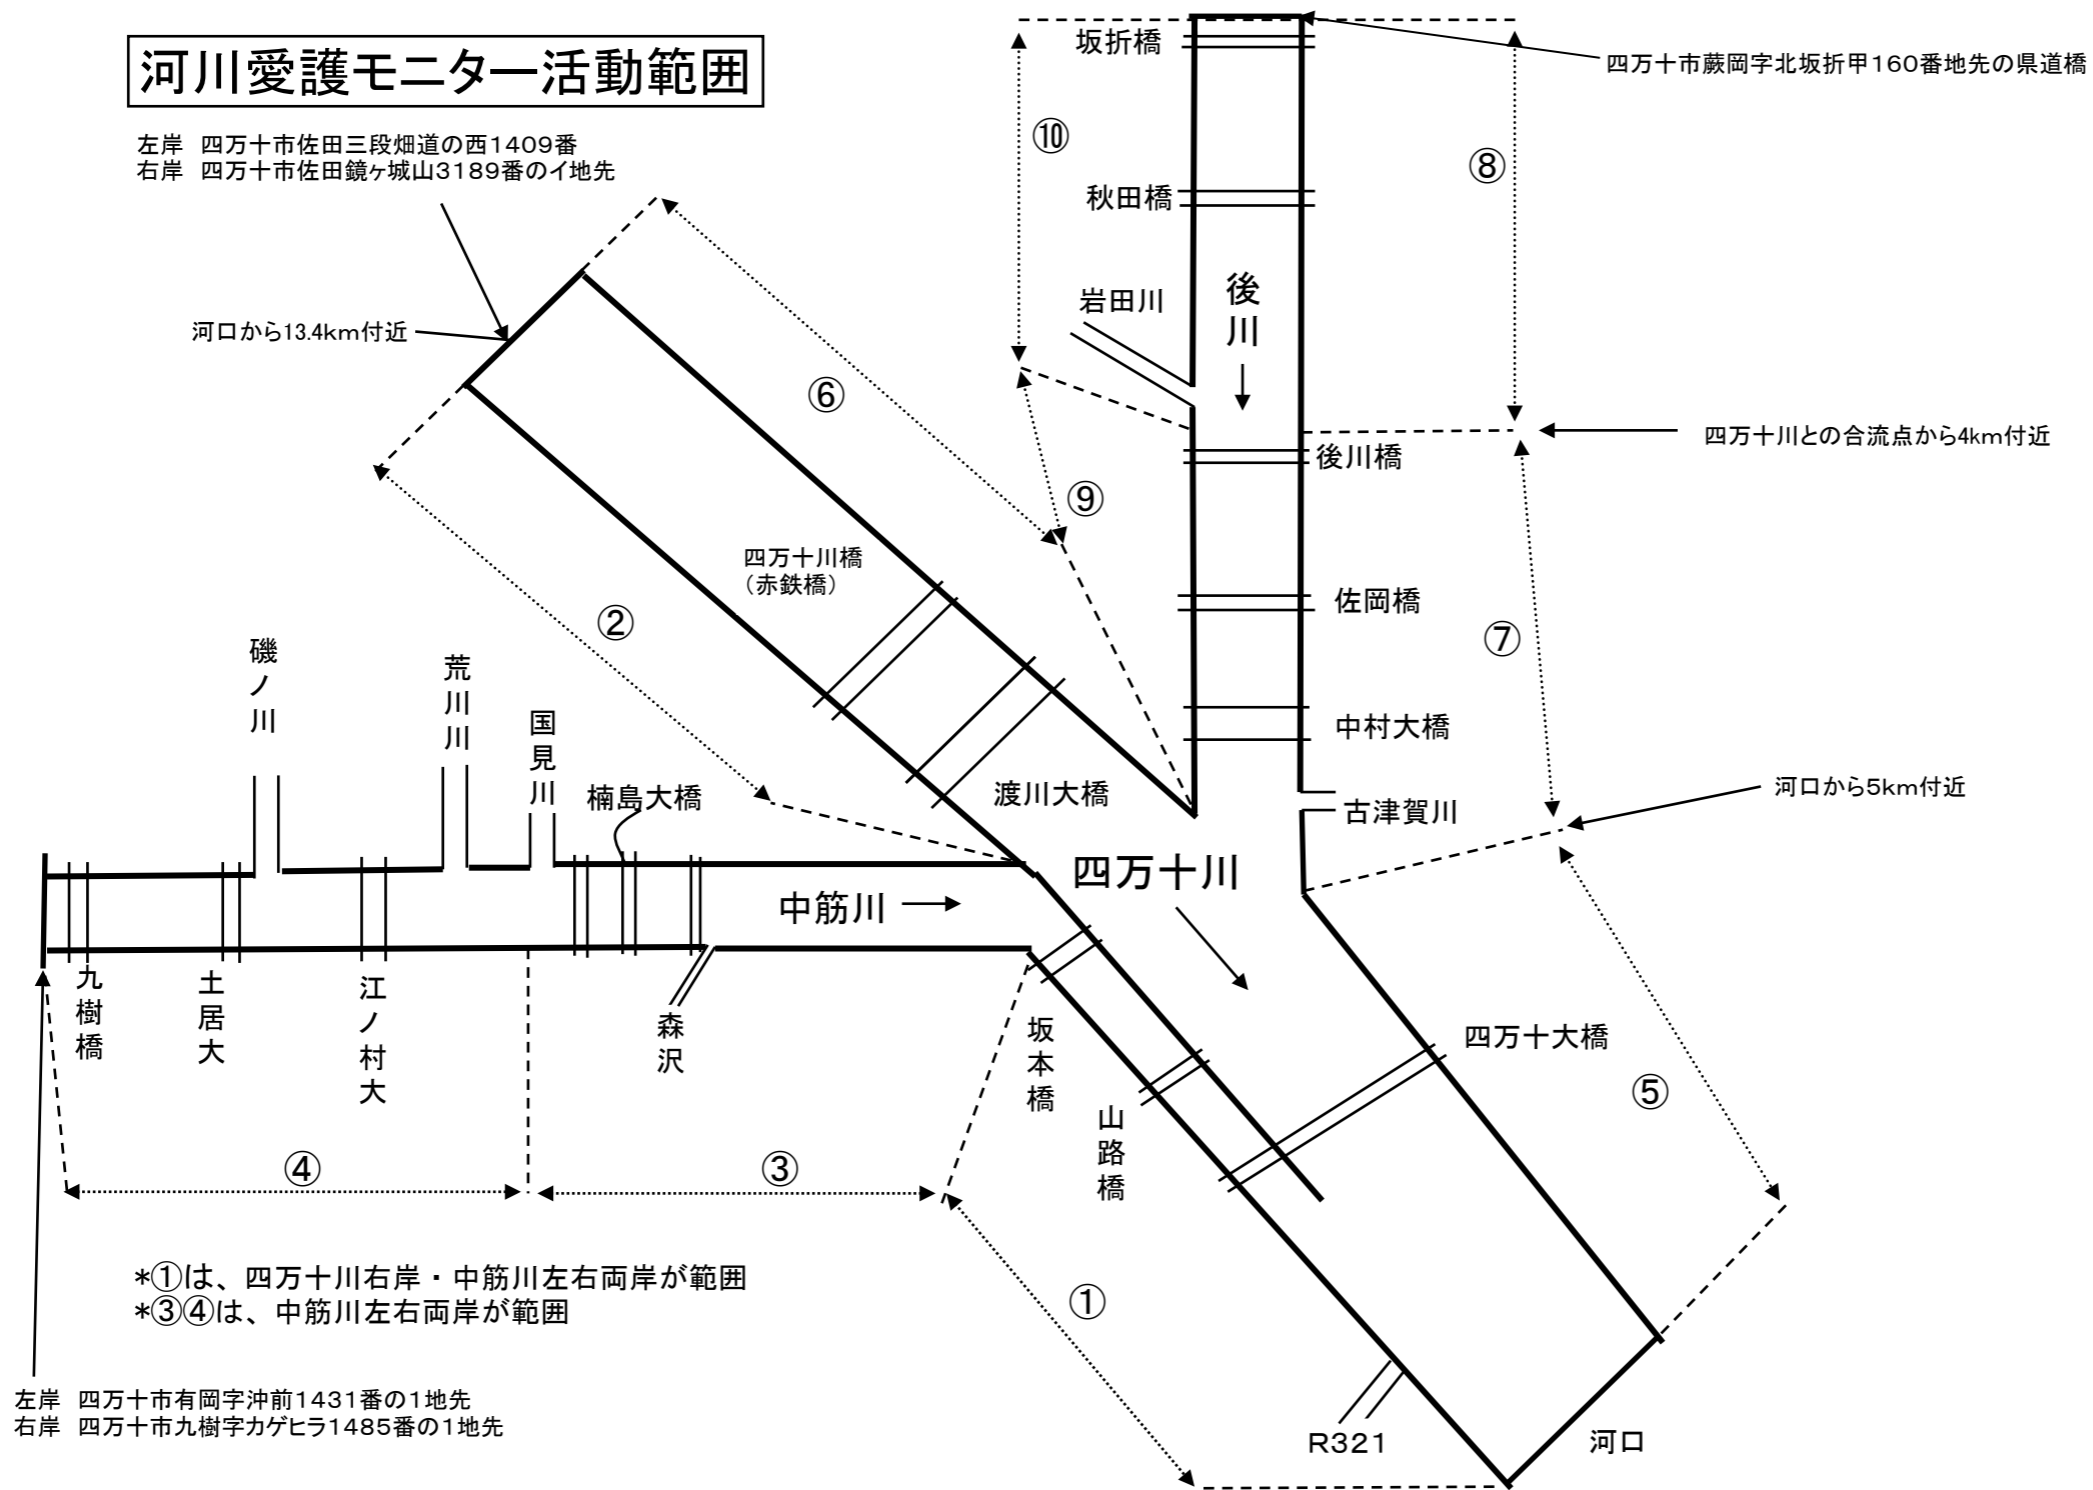 河川愛護モニター活動範囲
左岸　四万十市佐田三段畑道の西1409番
右岸　四万十市佐田鏡ヶ城山3189番のイ地先
河口から13.4km付近
坂折橋
四万十市蕨岡字北坂折甲160番地先の県道橋
⑩
⑧
秋田橋
岩田川
後川
⑥
四万十川との合流点から4km付近
後川橋
⑨
四万十川橋
（赤鉄橋）
佐岡橋
②
⑦
磯ノ川
荒川川
国見川
中村大橋
楠島大橋
渡川大橋
河口から5km付近
古津賀川
四万十川
中筋川
九樹橋
土居大
江ノ村大
森沢
坂本橋
四万十大橋
山路橋
⑤
④
③
*①は、四万十川右岸・中筋川左右両岸が範囲
*③④は、中筋川左右両岸が範囲
①
左岸　四万十市有岡字沖前1431番の1地先
右岸　四万十市九樹字カゲヒラ1485番の1地先
R321
河口